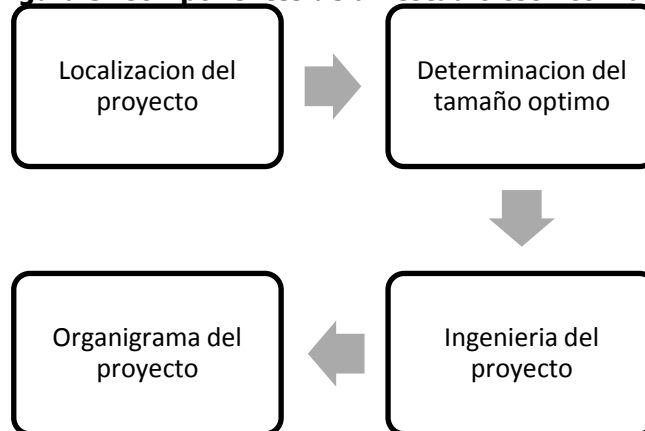 Localizacion del
proyecto
Determinacion del
tamaño optimo
Ingenieria del
proyecto
Organigrama del
proyecto